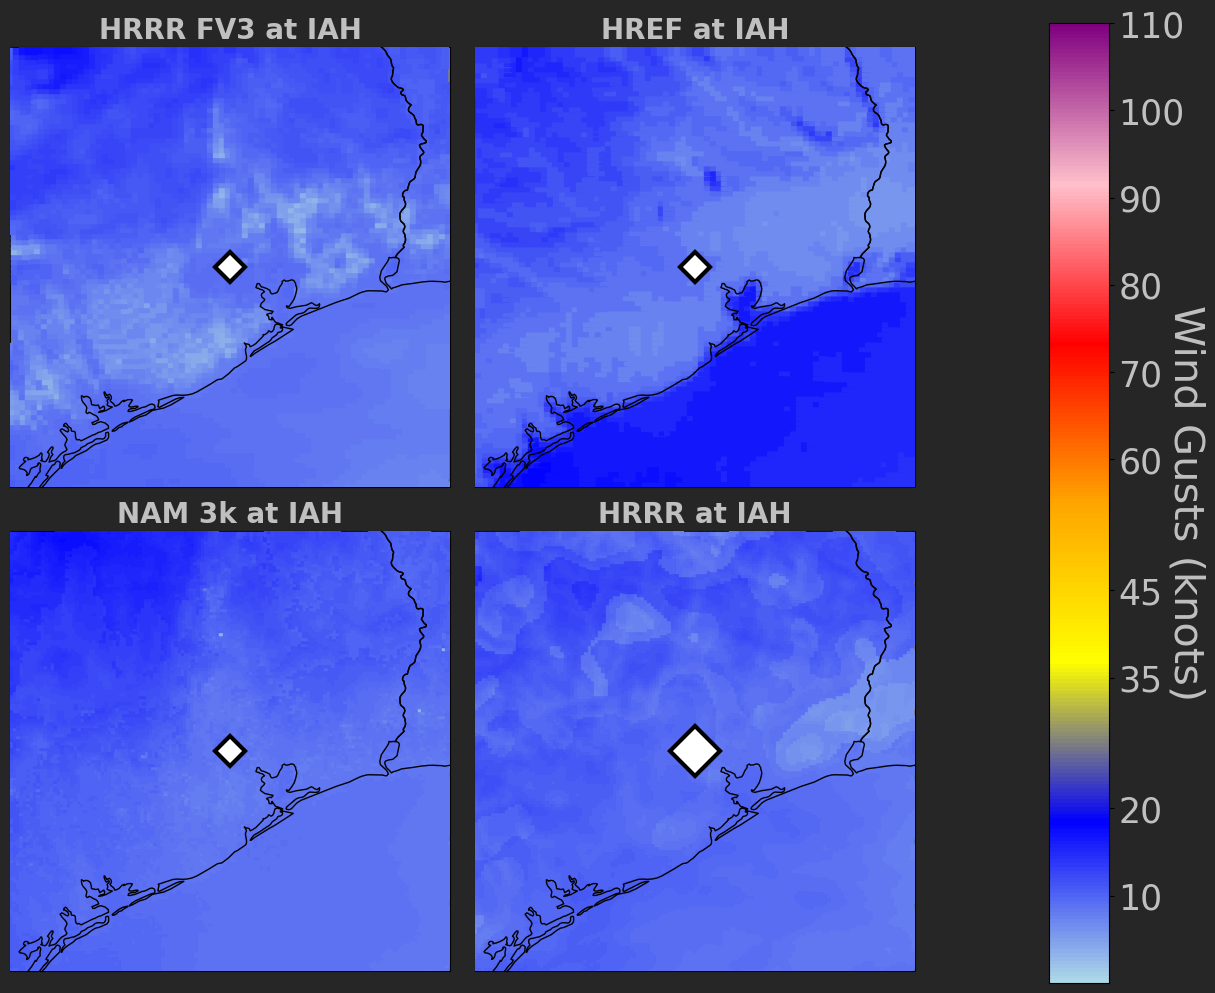 HRRR FV3 at IAH
HREF at IAH
NAM 3k at IAH
HRRR at IAH
110
100
90
80
70
60
45
35
20
10
Wind Gusts (knots)